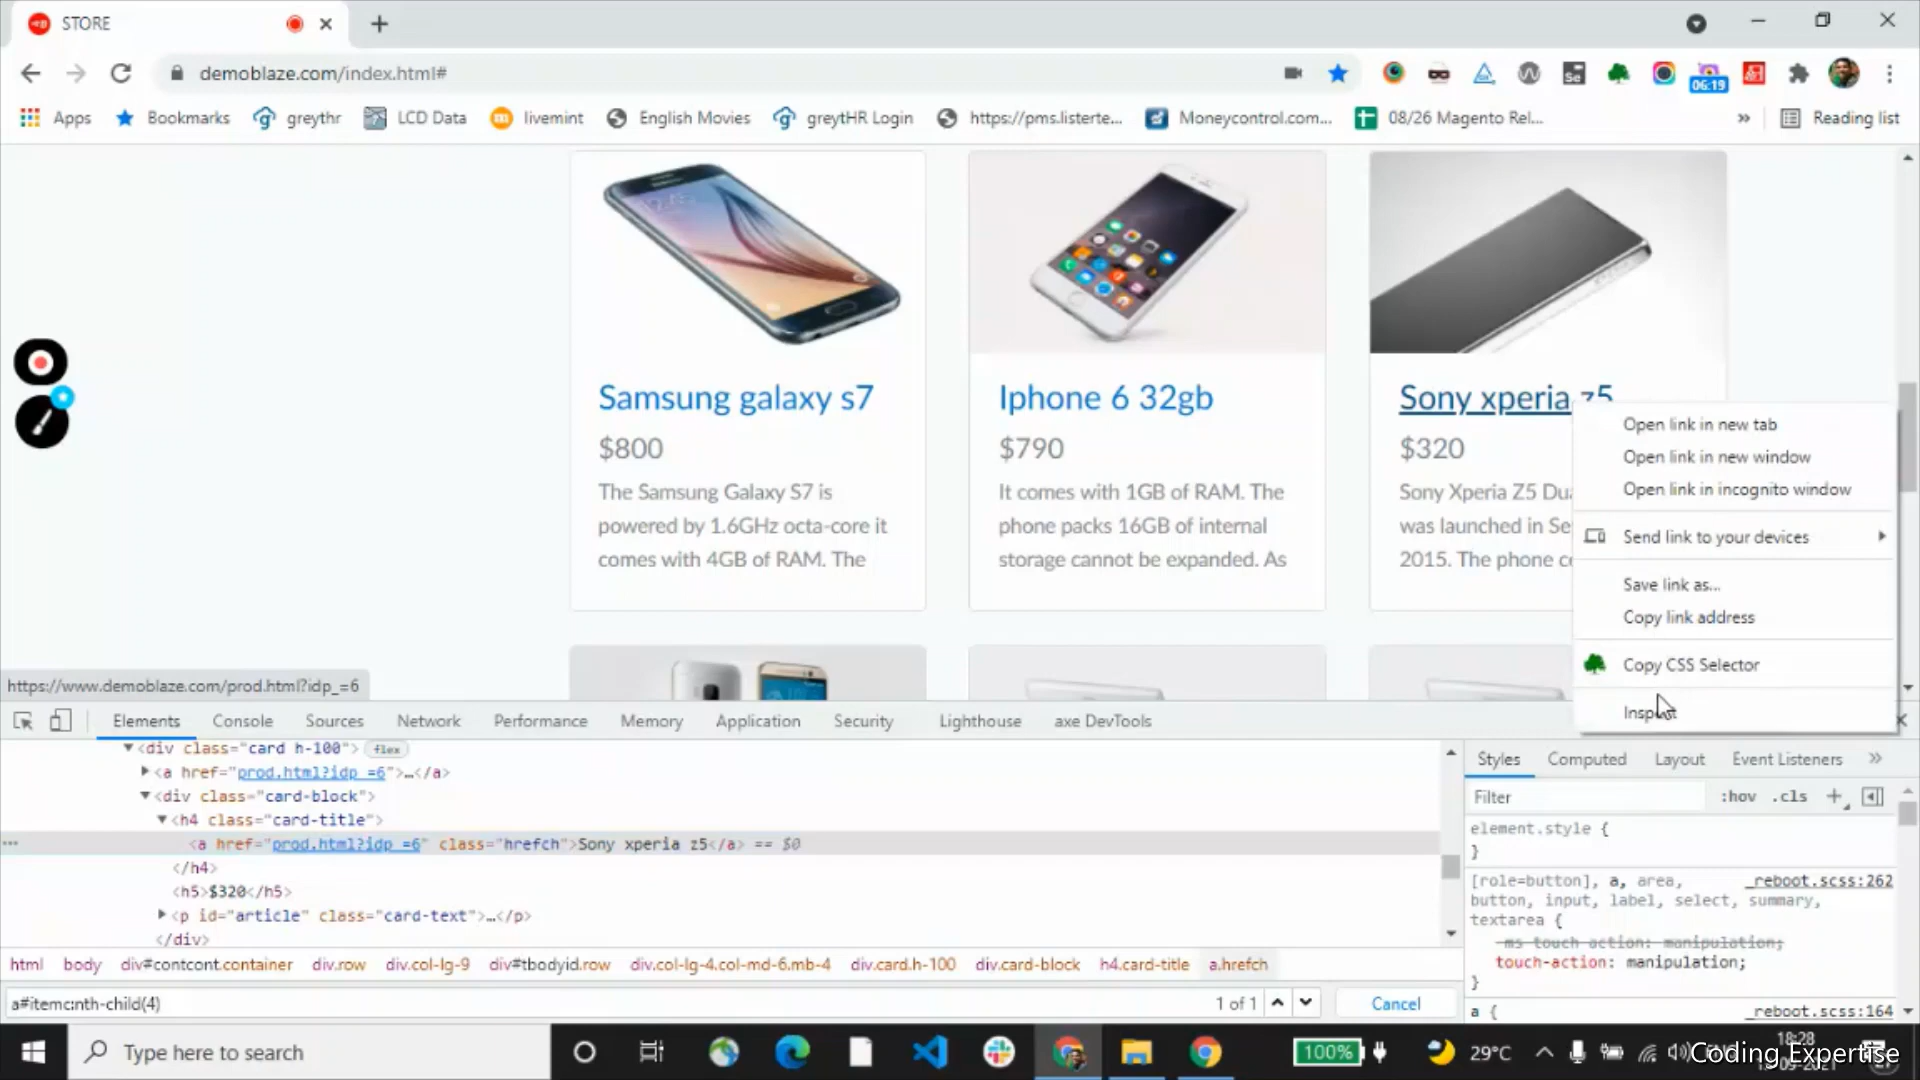 STORE
demoblaze.com/index.html#
Se
06:19
Apps
Bookmarks
greythr
LCD Data
livemint
English Movies
greytHR Login
https://pms.listerte...
Moneycontrol.com...
08/26 Magento Rel...
»
Reading list
Samsung galaxy s7
$800
The Samsung Galaxy S7 is
powered by 1.6GHz octa-core it
comes with 4GB of RAM. The
Iphone 6 32gb
$790
It comes with 1GB of RAM. The
phone packs 16GB of internal
storage cannot be expanded. As
Sony xperia z5
$320
Sony Xperia Z5
was launched in
2015. The phone
Open link in new tab
Open link in new window
Open link in incognito window
Send link to your devices
Save link as...
Copy link address
Copy CSS Selector
Inspect
https://www.demoblaze.com/prod.html?idp_=6
Elements
Console
Sources
Network
Performance
Memory
Application
Security
Lighthouse
axe DevTools
▼<div class="card h-100"> flex
▶<a href="prod.html?idp_=6">…</a>
▼<div class="card-block">
▼<h4 class="card-title">
<a href="prod.html?idp_=6" class="hrefch">Sony xperia z5</a> == $0
</h4>
<h5>$320</h5>
▶<p id="article" class="card-text">…</p>
</div>
html body div#contcont.container div.row div.col-lg-9 div#tbodyid.row div.col-lg-4.col-md-6.mb-4 div.card.h-100 div.card-block h4.card-title a.hrefch
a#itemc:nth-child(4)
1 of 1
Cancel
Styles
Computed
Layout
Event Listeners
»
Filter
:hov .cls +
element.style {
}
[role=button], a, area, _reboot.scss:262
button, input, label, select, summary,
textarea {
-ms-touch-action: manipulation;
touch-action: manipulation;
}
a { _reboot.scss:164
Type here to search
100%
29°C
18:28
Coding Expertise